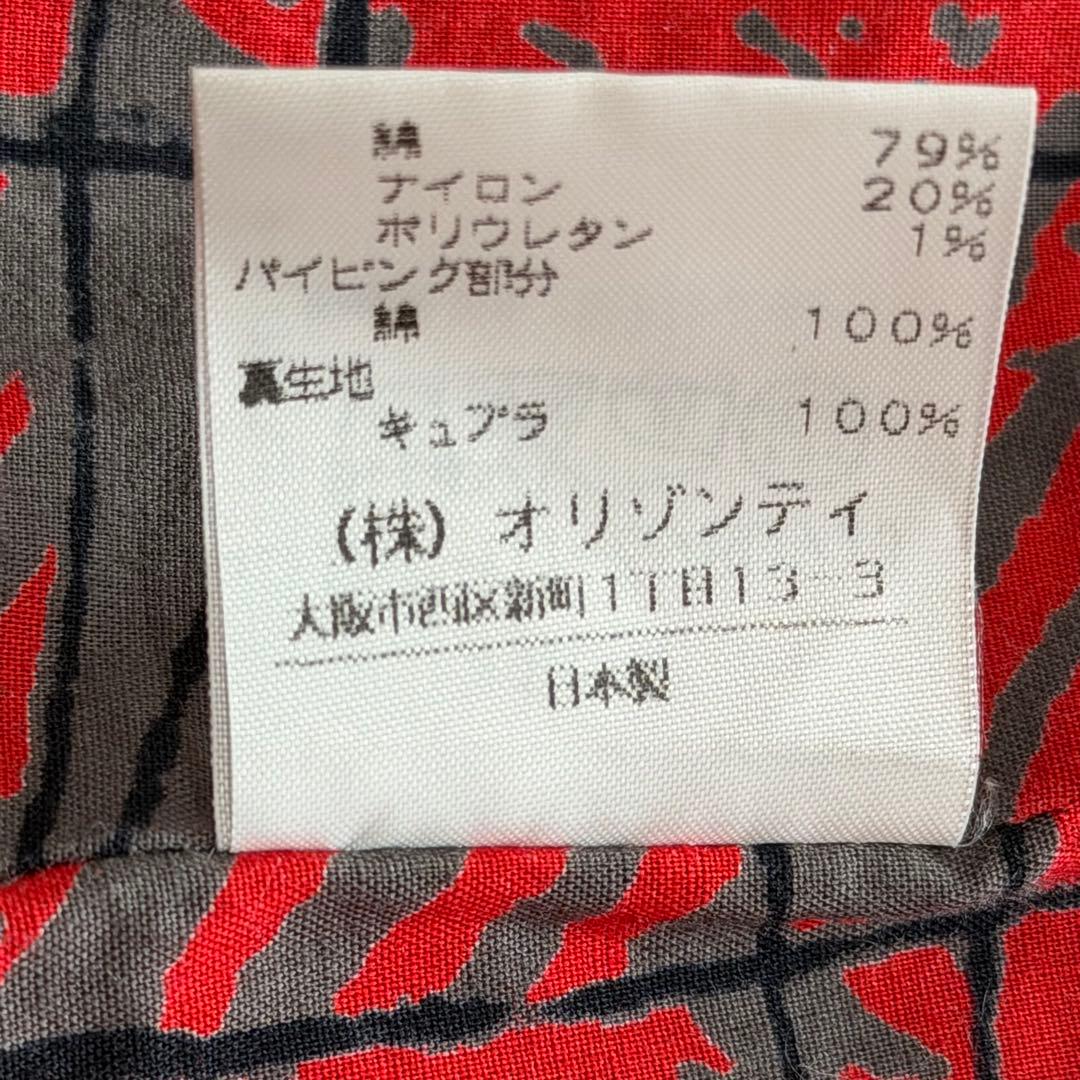 綿 79%
ナイロン 20%
ポリウレタン 1%
パイピング部分
綿 100%
裏生地
キュプラ 100%
(株) オリゾンティ
大阪市西区新町1丁目13-3
日本製